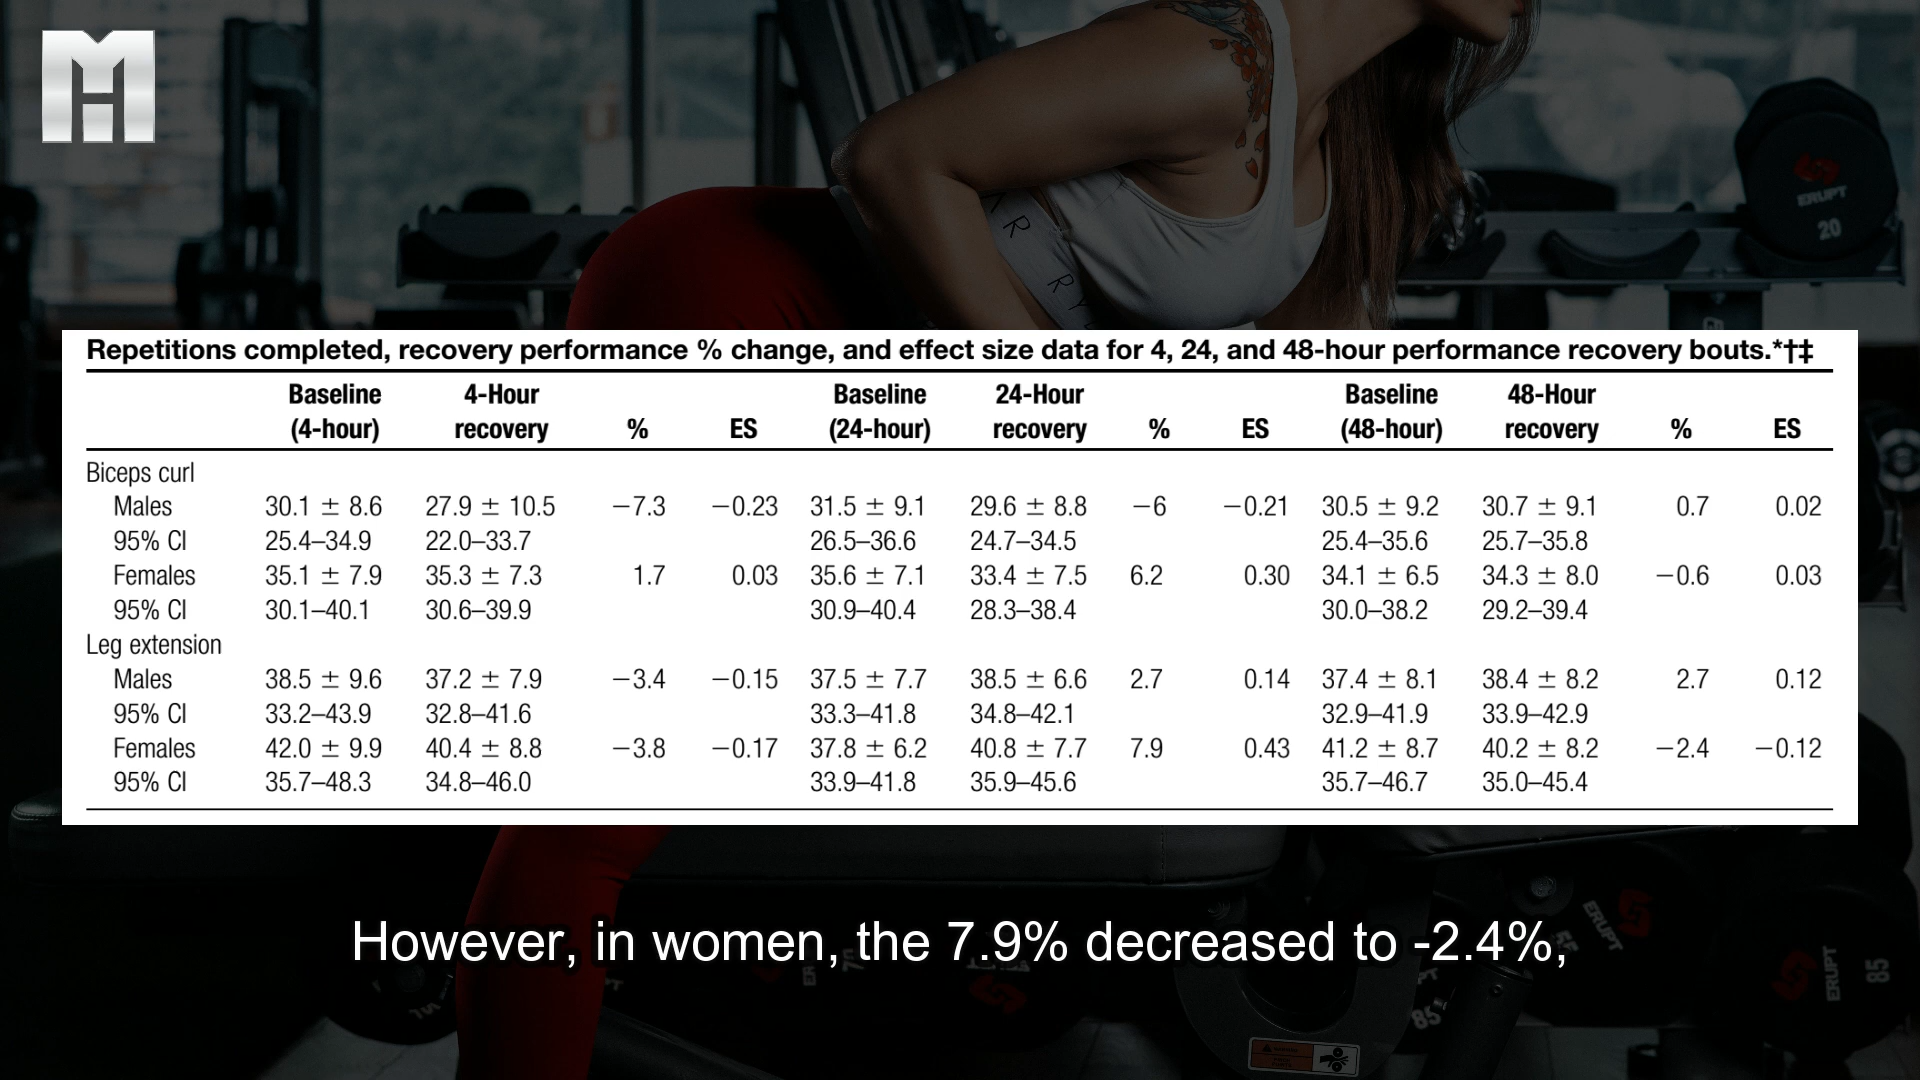 MH
ERUPT
20
R
RY
Repetitions completed, recovery performance % change, and effect size data for 4, 24, and 48-hour performance recovery bouts.*†‡
Baseline 4-Hour Baseline 24-Hour Baseline 48-Hour
(4-hour) recovery % ES (24-hour) recovery % ES (48-hour) recovery % ES
Biceps curl
Males 30.1 ± 8.6 27.9 ± 10.5 −7.3 −0.23 31.5 ± 9.1 29.6 ± 8.8 −6 −0.21 30.5 ± 9.2 30.7 ± 9.1 0.7 0.02
95% CI 25.4–34.9 22.0–33.7 26.5–36.6 24.7–34.5 25.4–35.6 25.7–35.8
Females 35.1 ± 7.9 35.3 ± 7.3 1.7 0.03 35.6 ± 7.1 33.4 ± 7.5 6.2 0.30 34.1 ± 6.5 34.3 ± 8.0 −0.6 0.03
95% CI 30.1–40.1 30.6–39.9 30.9–40.4 28.3–38.4 30.0–38.2 29.2–39.4
Leg extension
Males 38.5 ± 9.6 37.2 ± 7.9 −3.4 −0.15 37.5 ± 7.7 38.5 ± 6.6 2.7 0.14 37.4 ± 8.1 38.4 ± 8.2 2.7 0.12
95% CI 33.2–43.9 32.8–41.6 33.3–41.8 34.8–42.1 32.9–41.9 33.9–42.9
Females 42.0 ± 9.9 40.4 ± 8.8 −3.8 −0.17 37.8 ± 6.2 40.8 ± 7.7 7.9 0.43 41.2 ± 8.7 40.2 ± 8.2 −2.4 −0.12
95% CI 35.7–48.3 34.8–46.0 33.9–41.8 35.9–45.6 35.7–46.7 35.0–45.4
However, in women, the 7.9% decreased to -2.4%,
ERUPT
ERUPT
85
85